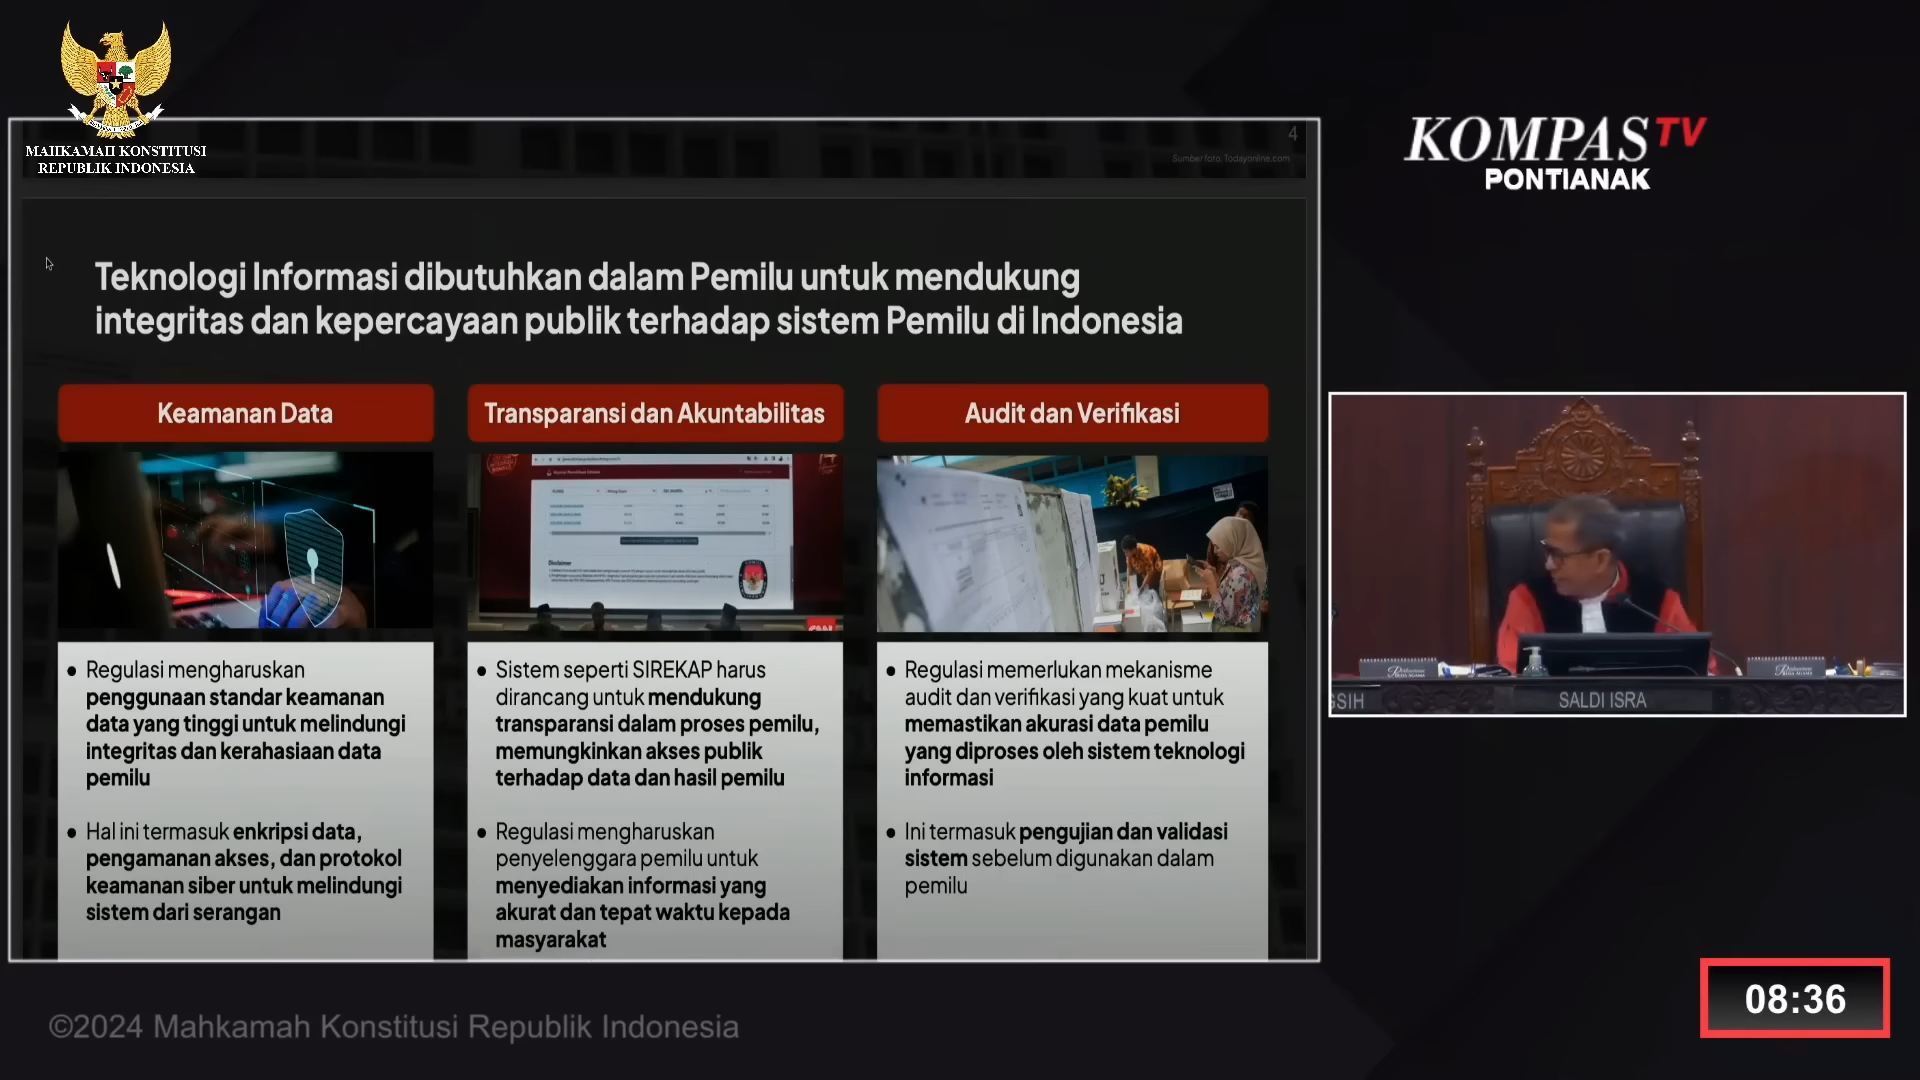 MAHKAMAH KONSTITUSI
REPUBLIK INDONESIA
4
Sumber foto: Todayonline.com
KOMPAS TV
PONTIANAK
Teknologi Informasi dibutuhkan dalam Pemilu untuk mendukung
integritas dan kepercayaan publik terhadap sistem Pemilu di Indonesia
Keamanan Data
Regulasi mengharuskan
penggunaan standar keamanan
data yang tinggi untuk melindungi
integritas dan kerahasiaan data
pemilu
Hal ini termasuk enkripsi data,
pengamanan akses, dan protokol
keamanan siber untuk melindungi
sistem dari serangan
Transparansi dan Akuntabilitas
Disclaimer
Sistem seperti SIREKAP harus
dirancang untuk mendukung
transparansi dalam proses pemilu,
memungkinkan akses publik
terhadap data dan hasil pemilu
Regulasi mengharuskan
penyelenggara pemilu untuk
menyediakan informasi yang
akurat dan tepat waktu kepada
masyarakat
Audit dan Verifikasi
Regulasi memerlukan mekanisme
audit dan verifikasi yang kuat untuk
memastikan akurasi data pemilu
yang diproses oleh sistem teknologi
informasi
Ini termasuk pengujian dan validasi
sistem sebelum digunakan dalam
pemilu
GSIH
SALDI ISRA
08:36
©2024 Mahkamah Konstitusi Republik Indonesia